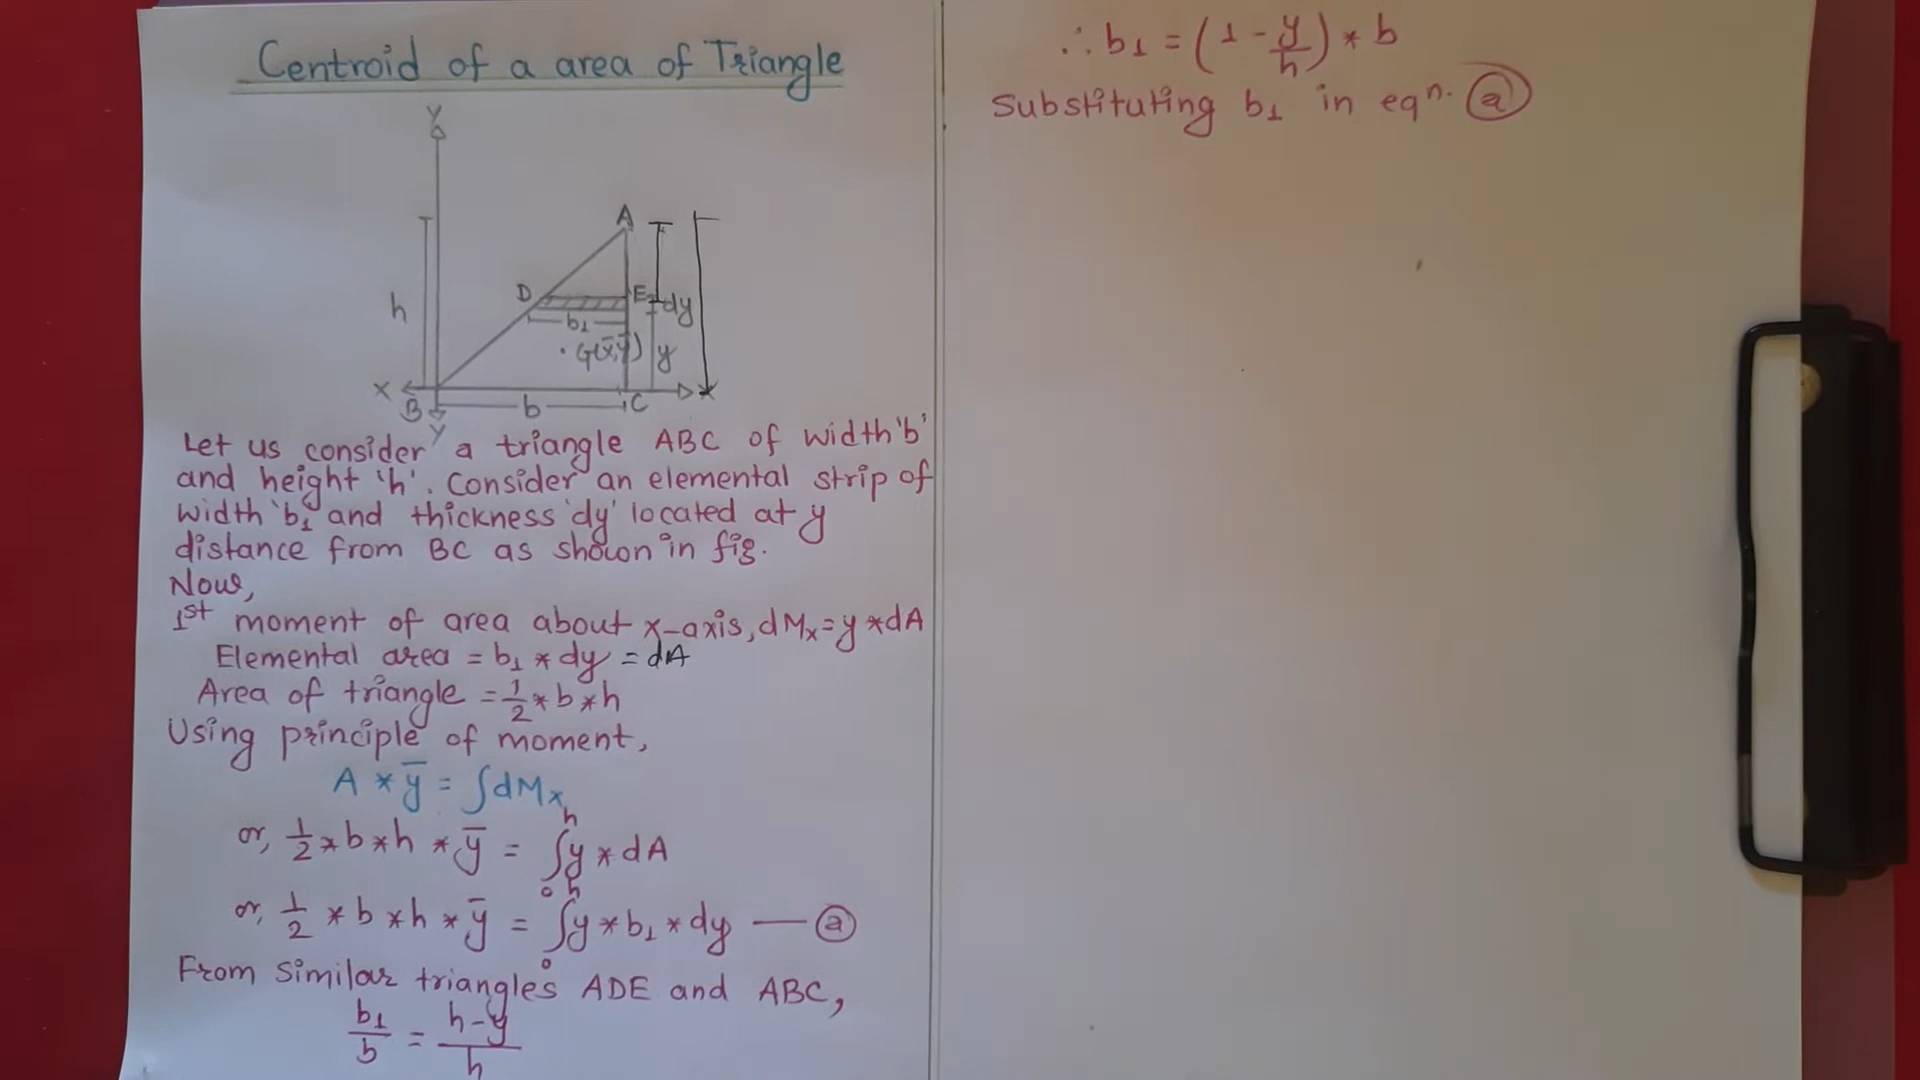 Centroid of a area of Triangle
Y
A
h
D
E
dy
b₁
G(x̄,ȳ)
y
X
B
b
C
X
Y
Let us consider a triangle ABC of width 'b'
and height 'h'. Consider an elemental strip of
width 'b₁ and thickness 'dy' located at y
distance from BC as shown in fig.
Now,
1st moment of area about x-axis, dMₓ = y * dA
Elemental area = b₁ * dy = dA
Area of triangle = 1/2 * b * h
Using principle of moment,
A * ȳ = ∫dMₓ
or, 1/2 * b * h * ȳ = ∫₀ʰ y * dA
or, 1/2 * b * h * ȳ = ∫₀ʰ y * b₁ * dy — ⓐ
From similar triangles ADE and ABC,
b₁/b = h-y/h
∴ b₁ = (1 - y/h) * b
Substituting b₁ in eqⁿ. ⓐ